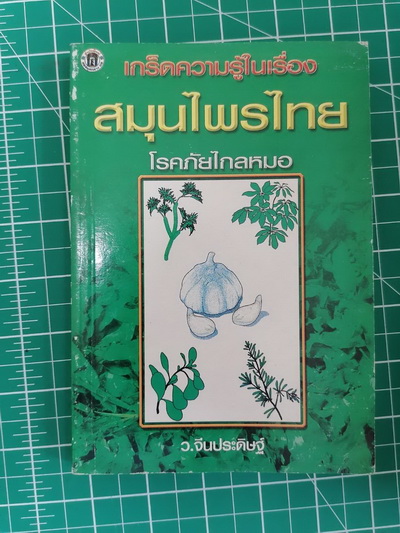 เกร็ดความรู้ในเรื่อง
สมุนไพรไทย
โรคภัยไกลหมอ
ว.จีนประดิษฐ์